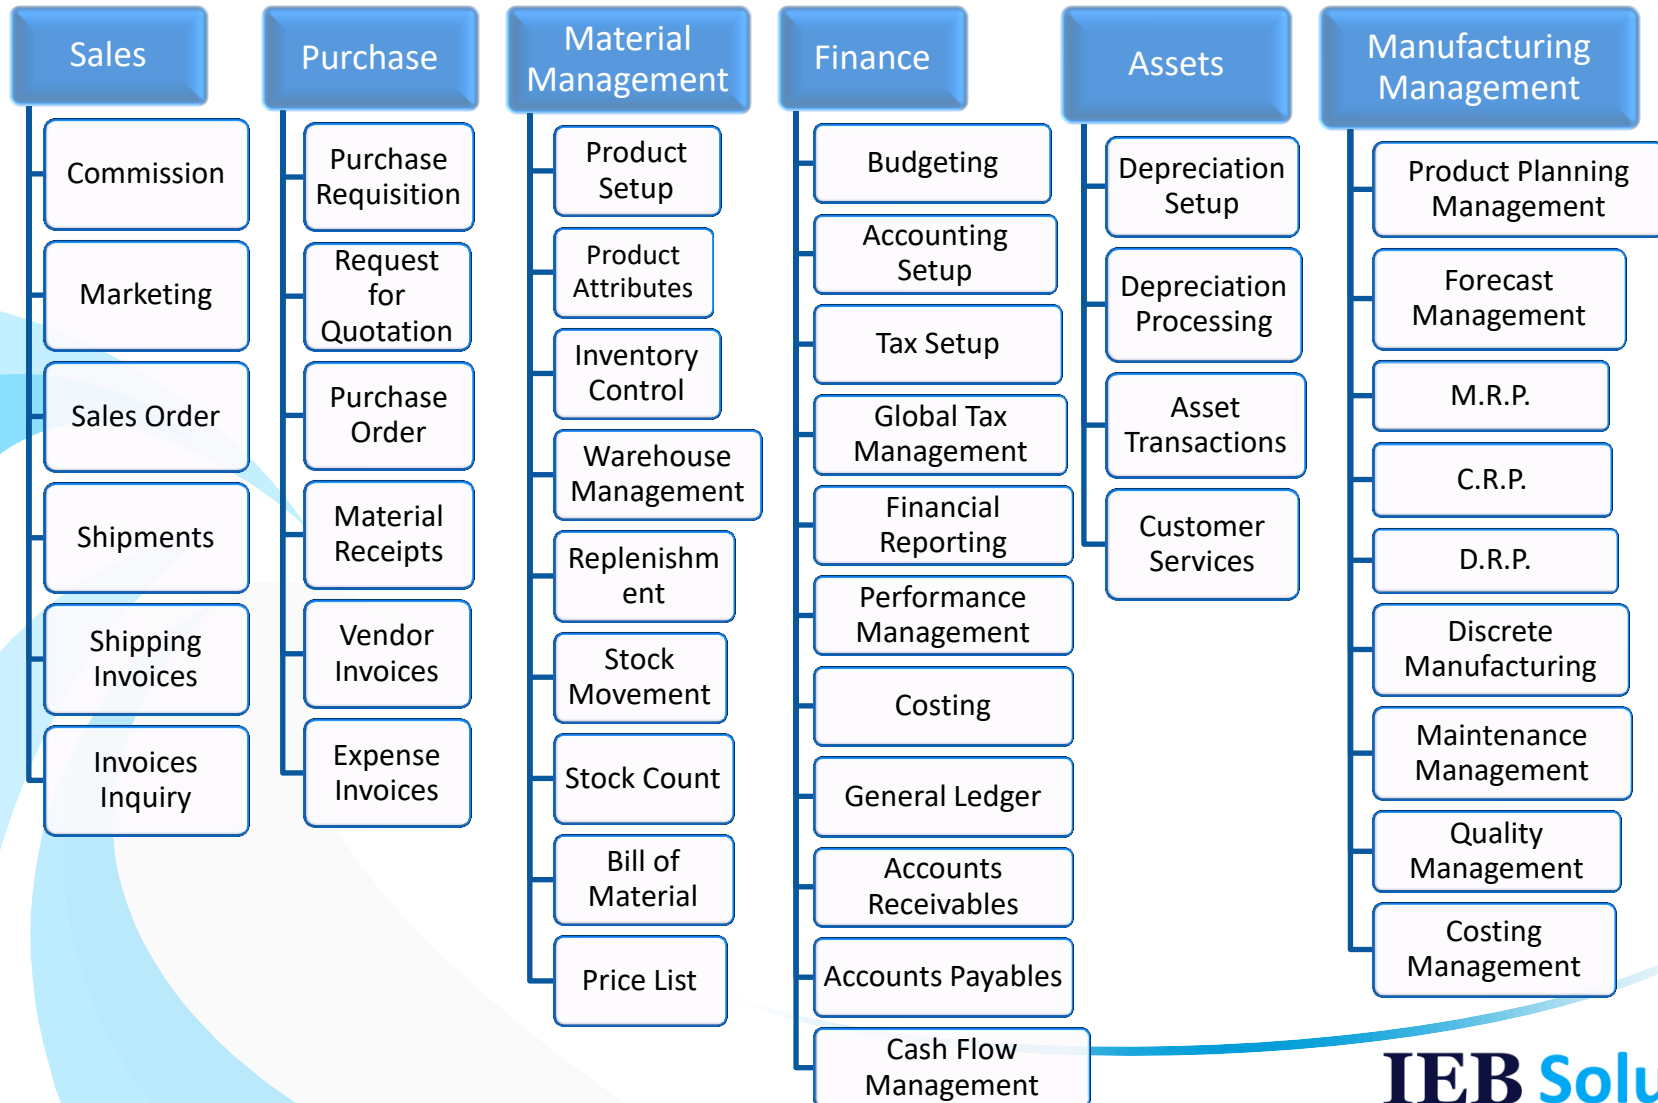 Sales
Commission
Marketing
Sales Order
Shipments
Shipping
Invoices
Invoices
Inquiry
Purchase
Purchase
Requisition
Request
for
Quotation
Purchase
Order
Material
Receipts
Vendor
Invoices
Expense
Invoices
Material
Management
Product
Setup
Product
Attributes
Inventory
Control
Warehouse
Management
Replenishm
ent
Stock
Movement
Stock Count
Bill of
Material
Price List
Finance
Budgeting
Accounting
Setup
Tax Setup
Global Tax
Management
Financial
Reporting
Performance
Management
Costing
General Ledger
Accounts
Receivables
Accounts Payables
Cash Flow
Management
Assets
Depreciation
Setup
Depreciation
Processing
Asset
Transactions
Customer
Services
Manufacturing
Management
Product Planning
Management
Forecast
Management
M.R.P.
C.R.P.
D.R.P.
Discrete
Manufacturing
Maintenance
Management
Quality
Management
Costing
Management
IEB Solu